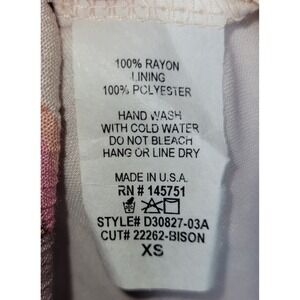 100% RAYON
LINING
100% POLYESTER
HAND WASH
WITH COLD WATER
DO NOT BLEACH
HANG OR LINE DRY
MADE IN U.S.A.
RN # 145751
STYLE# D30827-03A
CUT# 22262-BISON
XS